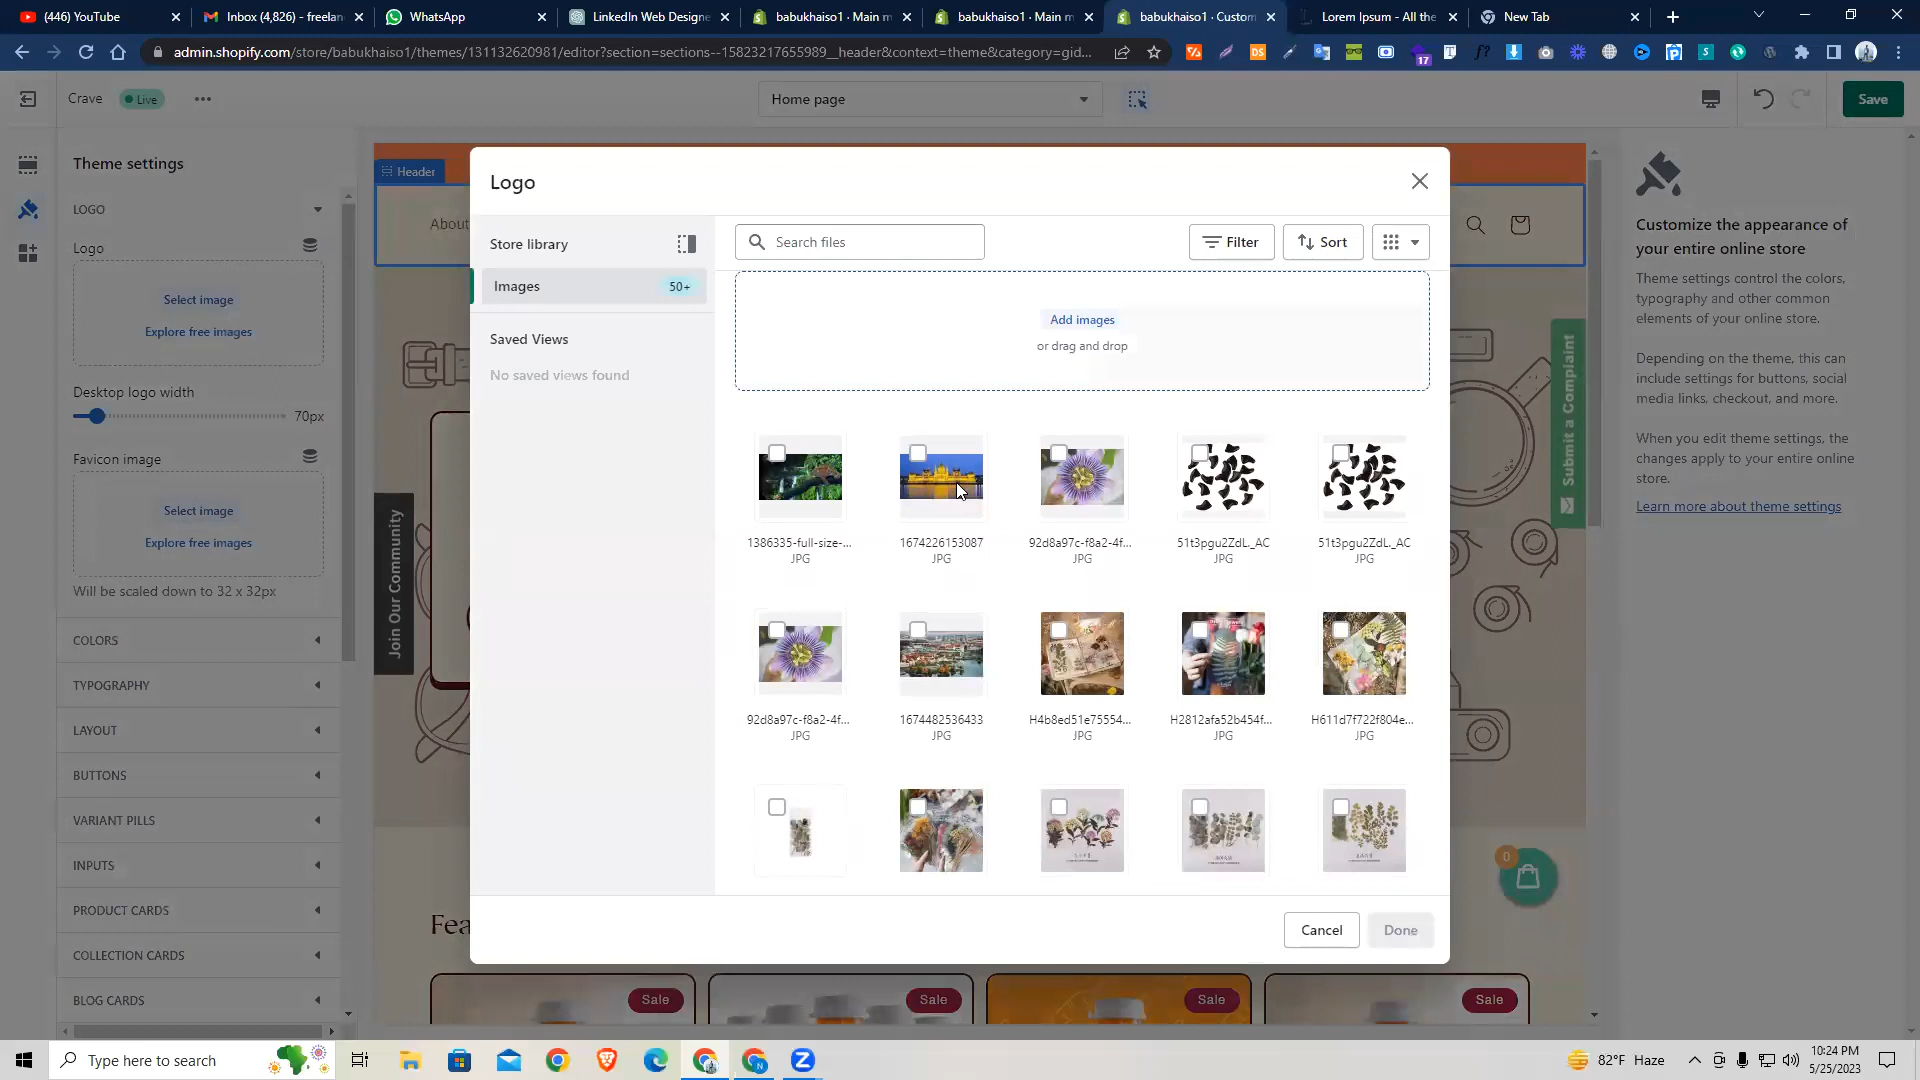 (446) YouTube
Inbox (4,826) - freelan
WhatsApp
LinkedIn Web Designe
babukhaiso1 · Main m
babukhaiso1 · Main m
babukhaiso1 · Custom
Lorem Ipsum - All the
New Tab
admin.shopify.com/store/babukhaiso1/themes/131132620981/editor?section=sections--15823217655989__header&context=theme&category=gid...
17
Crave
Live
Home page
Save
Theme settings
LOGO
Logo
Select image
Explore free images
Desktop logo width
70px
Favicon image
Select image
Explore free images
Will be scaled down to 32 x 32px
COLORS
TYPOGRAPHY
LAYOUT
BUTTONS
VARIANT PILLS
INPUTS
PRODUCT CARDS
COLLECTION CARDS
BLOG CARDS
Header
About
Join Our Community
Fea
Sale
Sale
Sale
Sale
Submit a Complaint
0
Logo
Store library
Images
50+
Saved Views
No saved views found
Search files
Filter
Sort
Add images
or drag and drop
1386335-full-size-...
JPG
1674226153087
JPG
92d8a97c-f8a2-4f...
JPG
51t3pgu2ZdL._AC
JPG
51t3pgu2ZdL._AC
JPG
92d8a97c-f8a2-4f...
JPG
1674482536433
JPG
H4b8ed51e75554...
JPG
H2812afa52b454f...
JPG
H611d7f722f804e...
JPG
Cancel
Done
Customize the appearance of
your entire online store
Theme settings control the colors,
typography and other common
elements of your online store.
Depending on the theme, this can
include settings for buttons, social
media links, checkout, and more.
When you edit theme settings, the
changes apply to your entire online
store.
Learn more about theme settings
Type here to search
82°F Haze
10:24 PM
5/25/2023